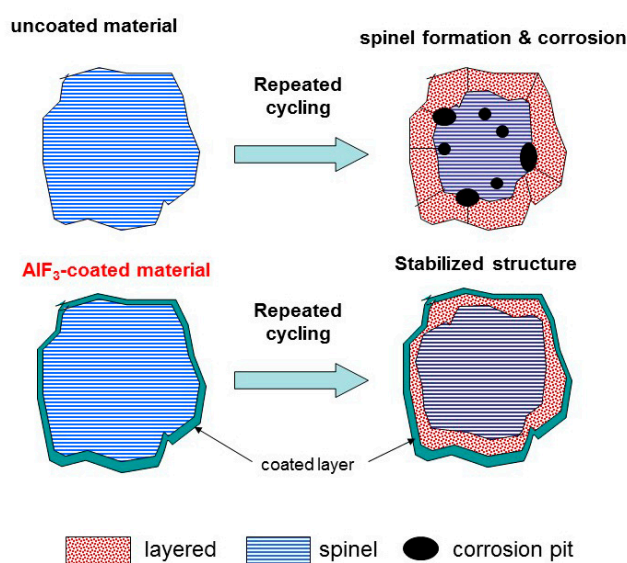 uncoated material
spinel formation & corrosion
Repeated
cycling
AlF₃-coated material
Stabilized structure
Repeated
cycling
coated layer
layered
spinel
corrosion pit